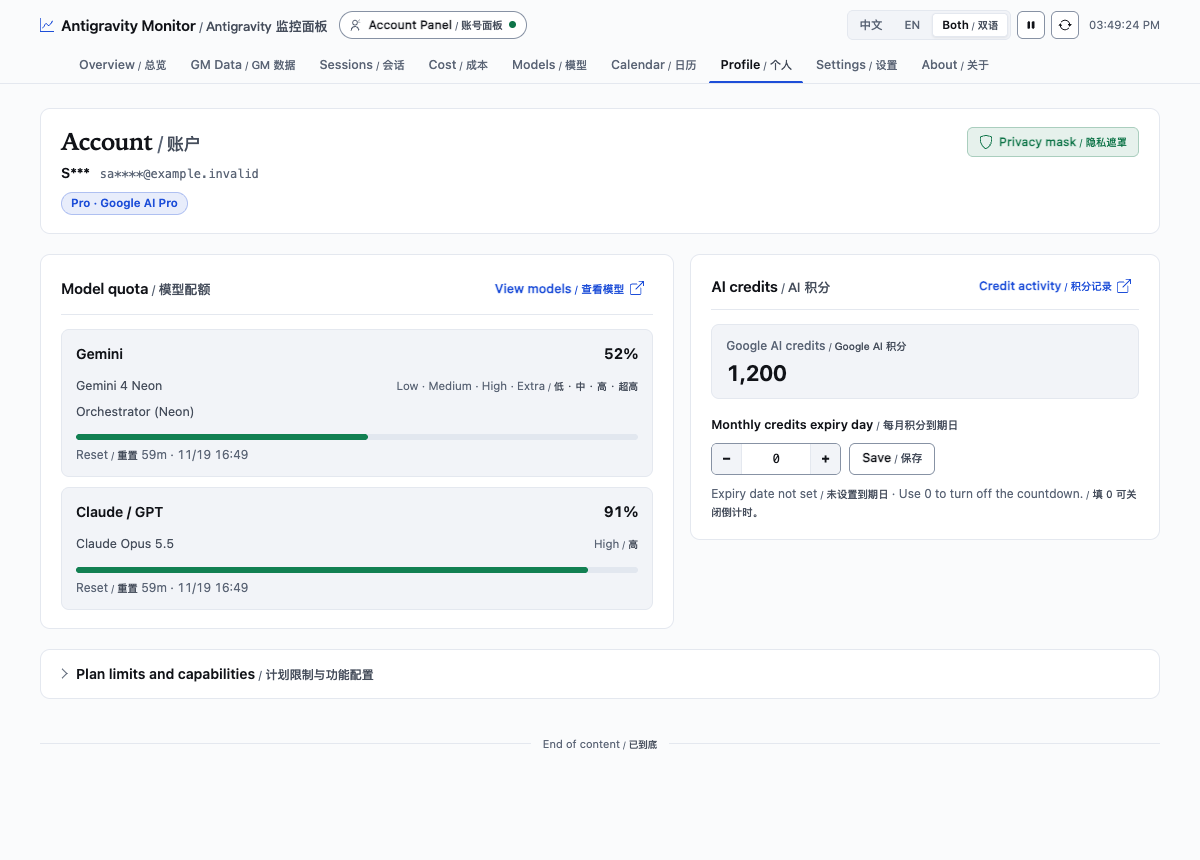 Antigravity Monitor / Antigravity 监控面板
Account Panel / 账号面板
中文 EN Both / 双语
03:49:24 PM
Overview / 总览 GM Data / GM 数据 Sessions / 会话 Cost / 成本 Models / 模型 Calendar / 日历 Profile / 个人 Settings / 设置 About / 关于
Account / 账户
Privacy mask / 隐私遮罩
S*** sa****@example.invalid
Pro · Google AI Pro
Model quota / 模型配额
View models / 查看模型
Gemini 52%
Gemini 4 Neon Low · Medium · High · Extra / 低 · 中 · 高 · 超高
Orchestrator (Neon)
Reset / 重置 59m · 11/19 16:49
Claude / GPT 91%
Claude Opus 5.5 High / 高
Reset / 重置 59m · 11/19 16:49
AI credits / AI 积分
Credit activity / 积分记录
Google AI credits / Google AI 积分
1,200
Monthly credits expiry day / 每月积分到期日
− 0 + Save / 保存
Expiry date not set / 未设置到期日 · Use 0 to turn off the countdown. / 填 0 可关
闭倒计时。
Plan limits and capabilities / 计划限制与功能配置
End of content / 已到底